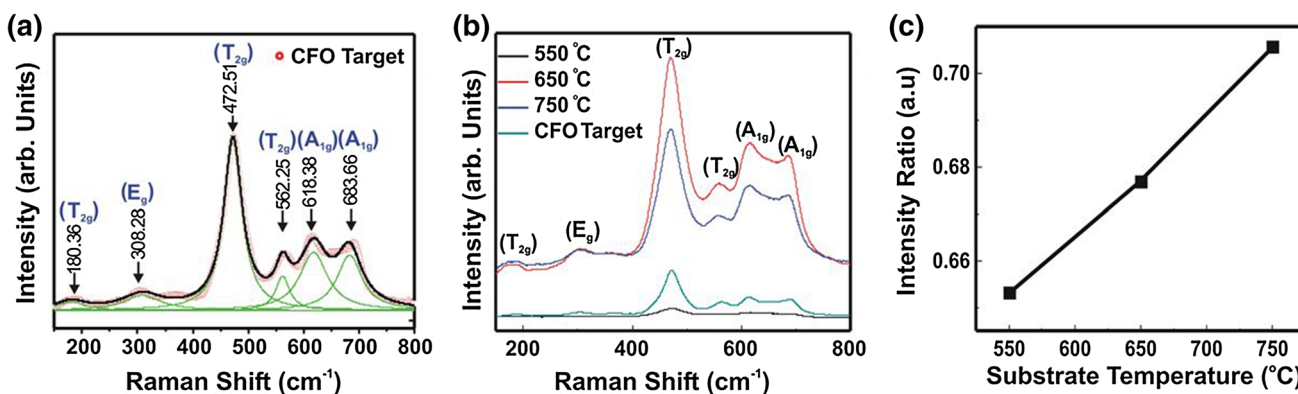 (a)
(T2g)
CFO Target
472.51
(T2g)(A1g)(A1g)
562.25
618.38
683.66
(Eg)
308.28
(T2g)
180.36
Intensity (arb. Units)
200 300 400 500 600 700 800
Raman Shift (cm-1)
(b)
550 °C
650 °C
750 °C
CFO Target
(T2g)
(A1g)
(A1g)
(T2g)
(Eg)
(T2g)
Intensity (arb. Units)
200 400 600 800
Raman Shift (cm-1)
(c)
Intensity Ratio (a.u)
0.70
0.68
0.66
550 600 650 700 750
Substrate Temperature (°C)